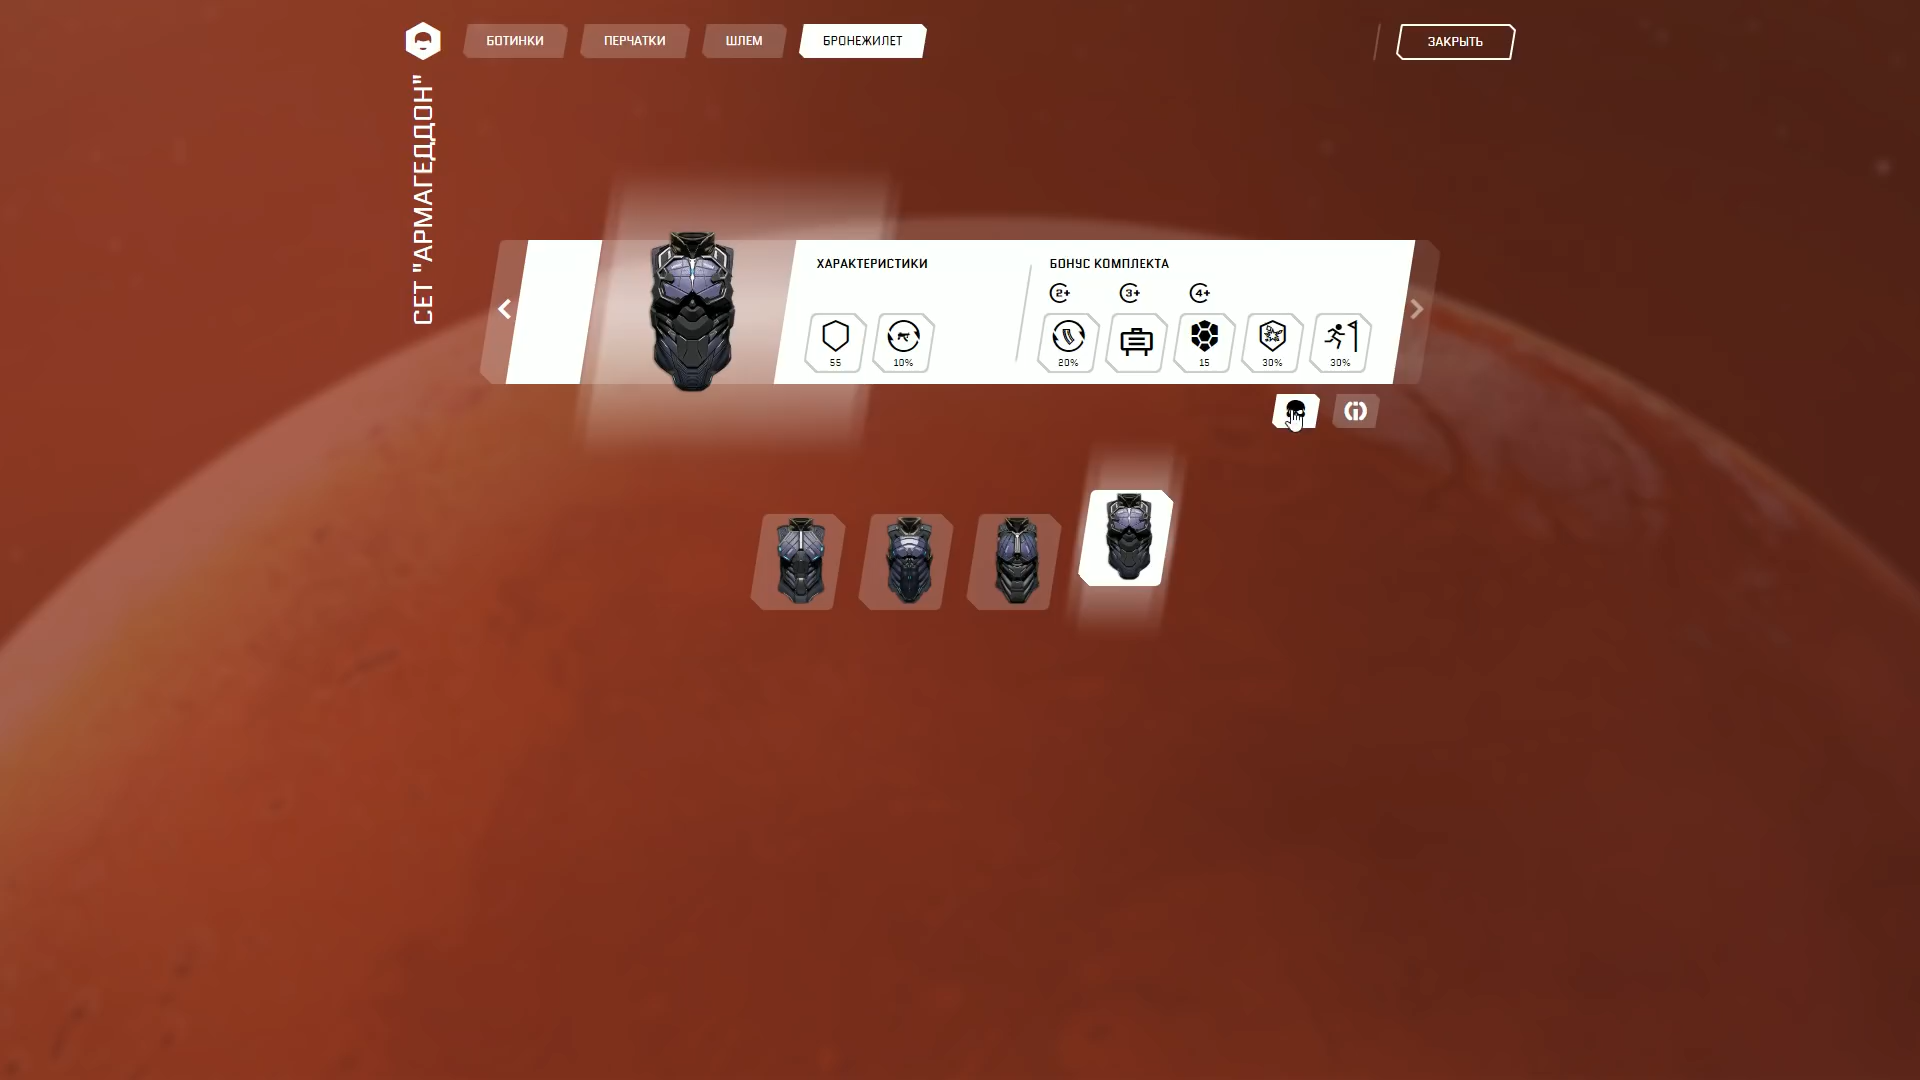 БОТИНКИ
ПЕРЧАТКИ
ШЛЕМ
БРОНЕЖИЛЕТ
ЗАКРЫТЬ
СЕТ "АРМАГЕДДОН"
ХАРАКТЕРИСТИКИ
55
10%
БОНУС КОМПЛЕКТА
2+
3+
4+
20%
15
30%
30%